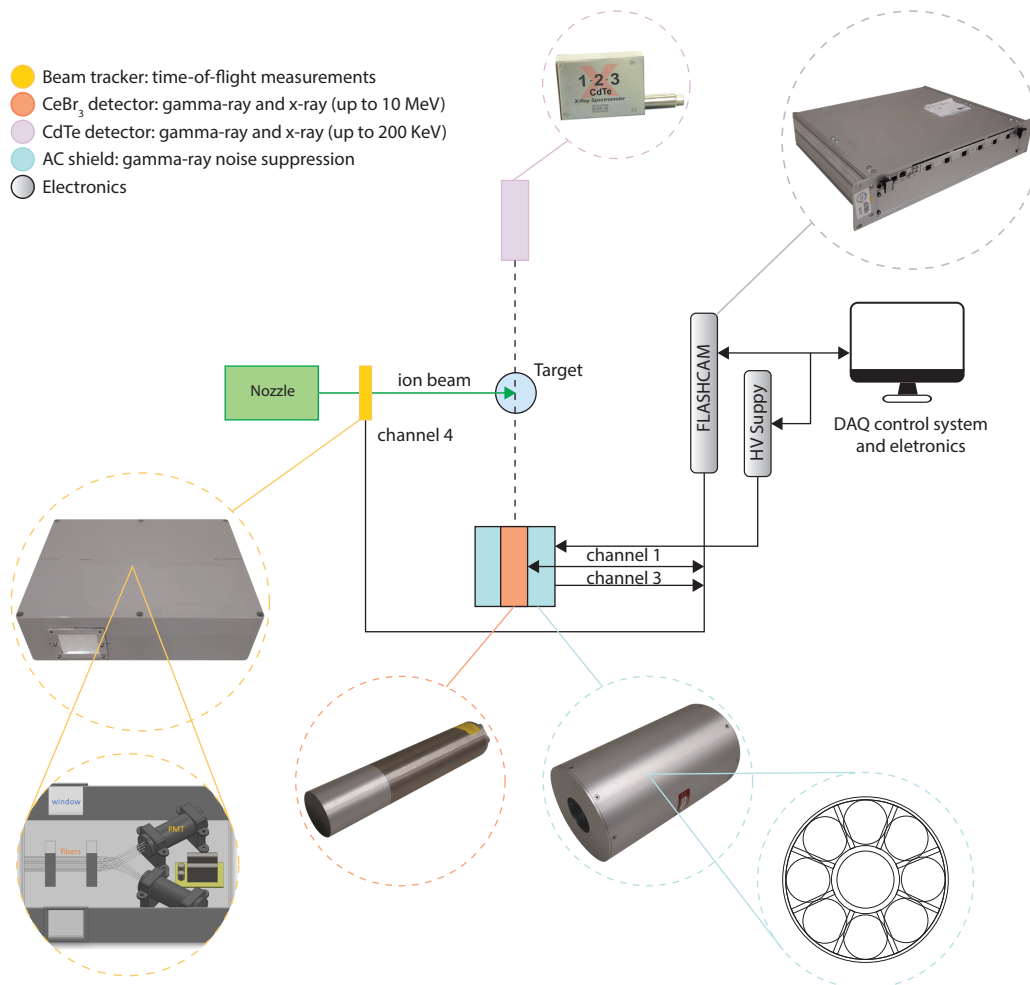 Beam tracker: time-of-flight measurements
CeBr3 detector: gamma-ray and x-ray (up to 10 MeV)
CdTe detector: gamma-ray and x-ray (up to 200 KeV)
AC shield: gamma-ray noise suppression
Electronics
1-2-3
CdTe
X-Ray Spectrometer
Nozzle
ion beam
Target
channel 4
FLASHCAM
HV Suppy
DAQ control system
and eletronics
channel 1
channel 3
window
PMT
fibers